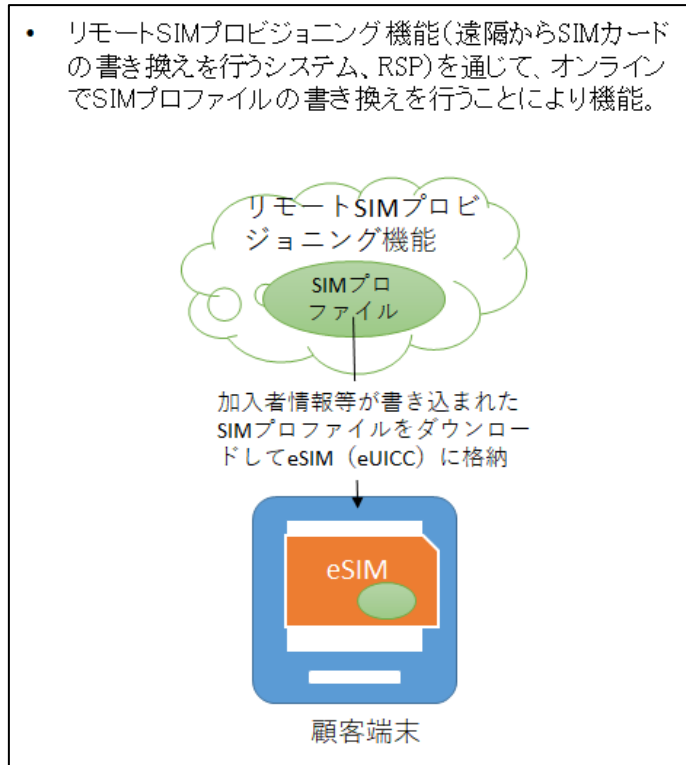 • リモートSIMプロビジョニング機能(遠隔からSIMカード
の書き換えを行うシステム、RSP)を通じて、オンライン
でSIMプロファイルの書き換えを行うことにより機能。
リモートSIMプロビ
ジョニング機能
SIMプロ
ファイル
加入者情報等が書き込まれた
SIMプロファイルをダウンロー
ドしてeSIM（eUICC）に格納
eSIM
顧客端末